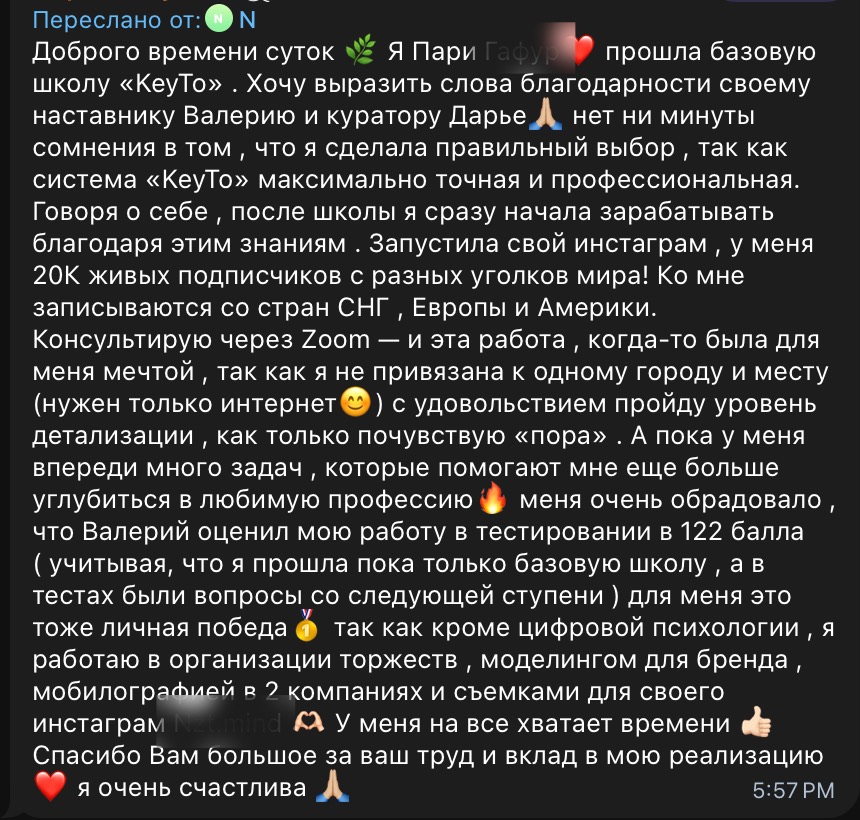 Переслано от: N N
Доброго времени суток 🌿 Я Пари ❤️ прошла базовую
школу «KeyTo» . Хочу выразить слова благодарности своему
наставнику Валерию и куратору Дарье🙏🏼 нет ни минуты
сомнения в том , что я сделала правильный выбор , так как
система «KeyTo» максимально точная и профессиональная.
Говоря о себе , после школы я сразу начала зарабатывать
благодаря этим знаниям . Запустила свой инстаграм , у меня
20К живых подписчиков с разных уголков мира! Ко мне
записываются со стран СНГ , Европы и Америки.
Консультирую через Zoom — и эта работа , когда-то была для
меня мечтой , так как я не привязана к одному городу и месту
(нужен только интернет😊) с удовольствием пройду уровень
детализации , как только почувствую «пора» . А пока у меня
впереди много задач , которые помогают мне еще больше
углубиться в любимую профессию🔥 меня очень обрадовало ,
что Валерий оценил мою работу в тестировании в 122 балла
( учитывая, что я прошла пока только базовую школу , а в
тестах были вопросы со следующей ступени ) для меня это
тоже личная победа🥇 так как кроме цифровой психологии , я
работаю в организации торжеств , моделингом для бренда ,
мобилографией в 2 компаниях и съемками для своего
инстаграм 🫶🏼 У меня на все хватает времени 👍🏻
Спасибо Вам большое за ваш труд и вклад в мою реализацию
❤️ я очень счастлива 🙏🏼
5:57 PM